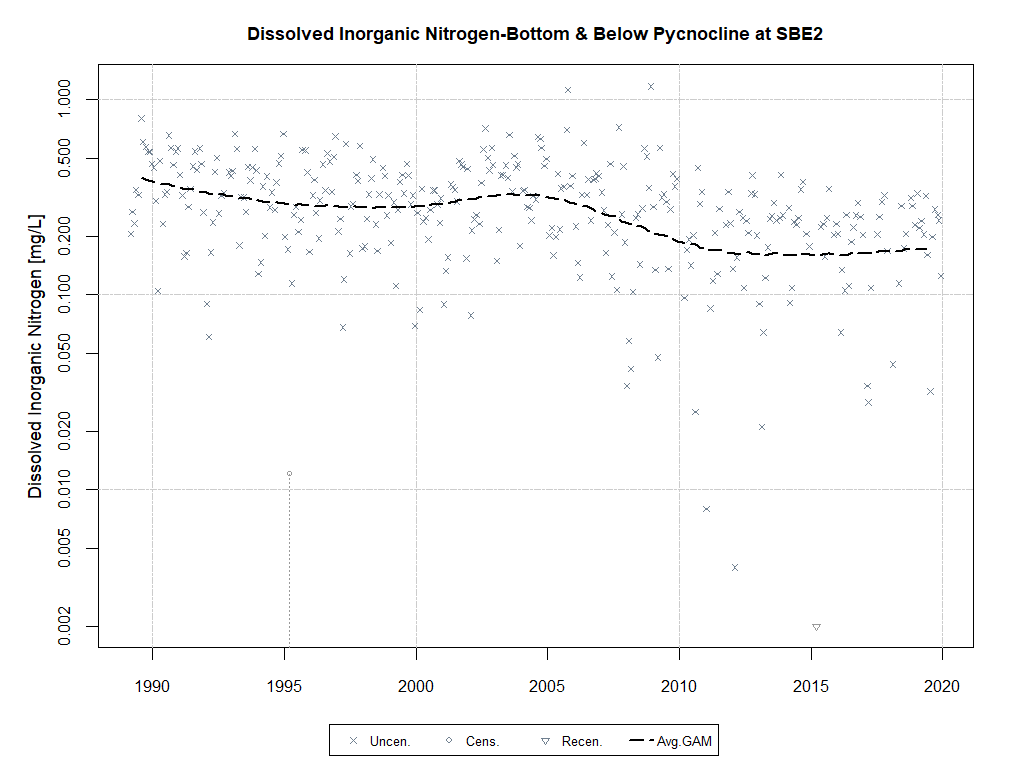 Dissolved Inorganic Nitrogen-Bottom & Below Pycnocline at SBE2
Dissolved Inorganic Nitrogen [mg/L]
1.000
0.500
0.200
0.100
0.050
0.020
0.010
0.005
0.002
1990 1995 2000 2005 2010 2015 2020
Uncen. Cens. Recen. Avg.GAM